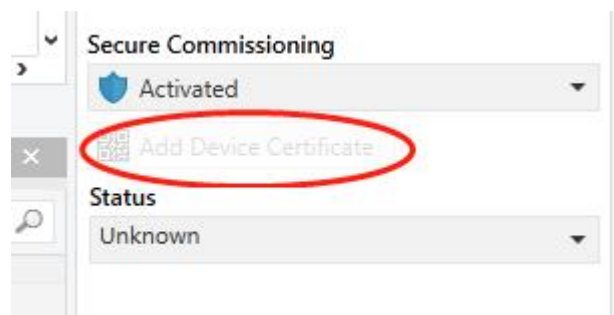 Secure Commissioning
Activated
Add Device Certificate
Status
Unknown